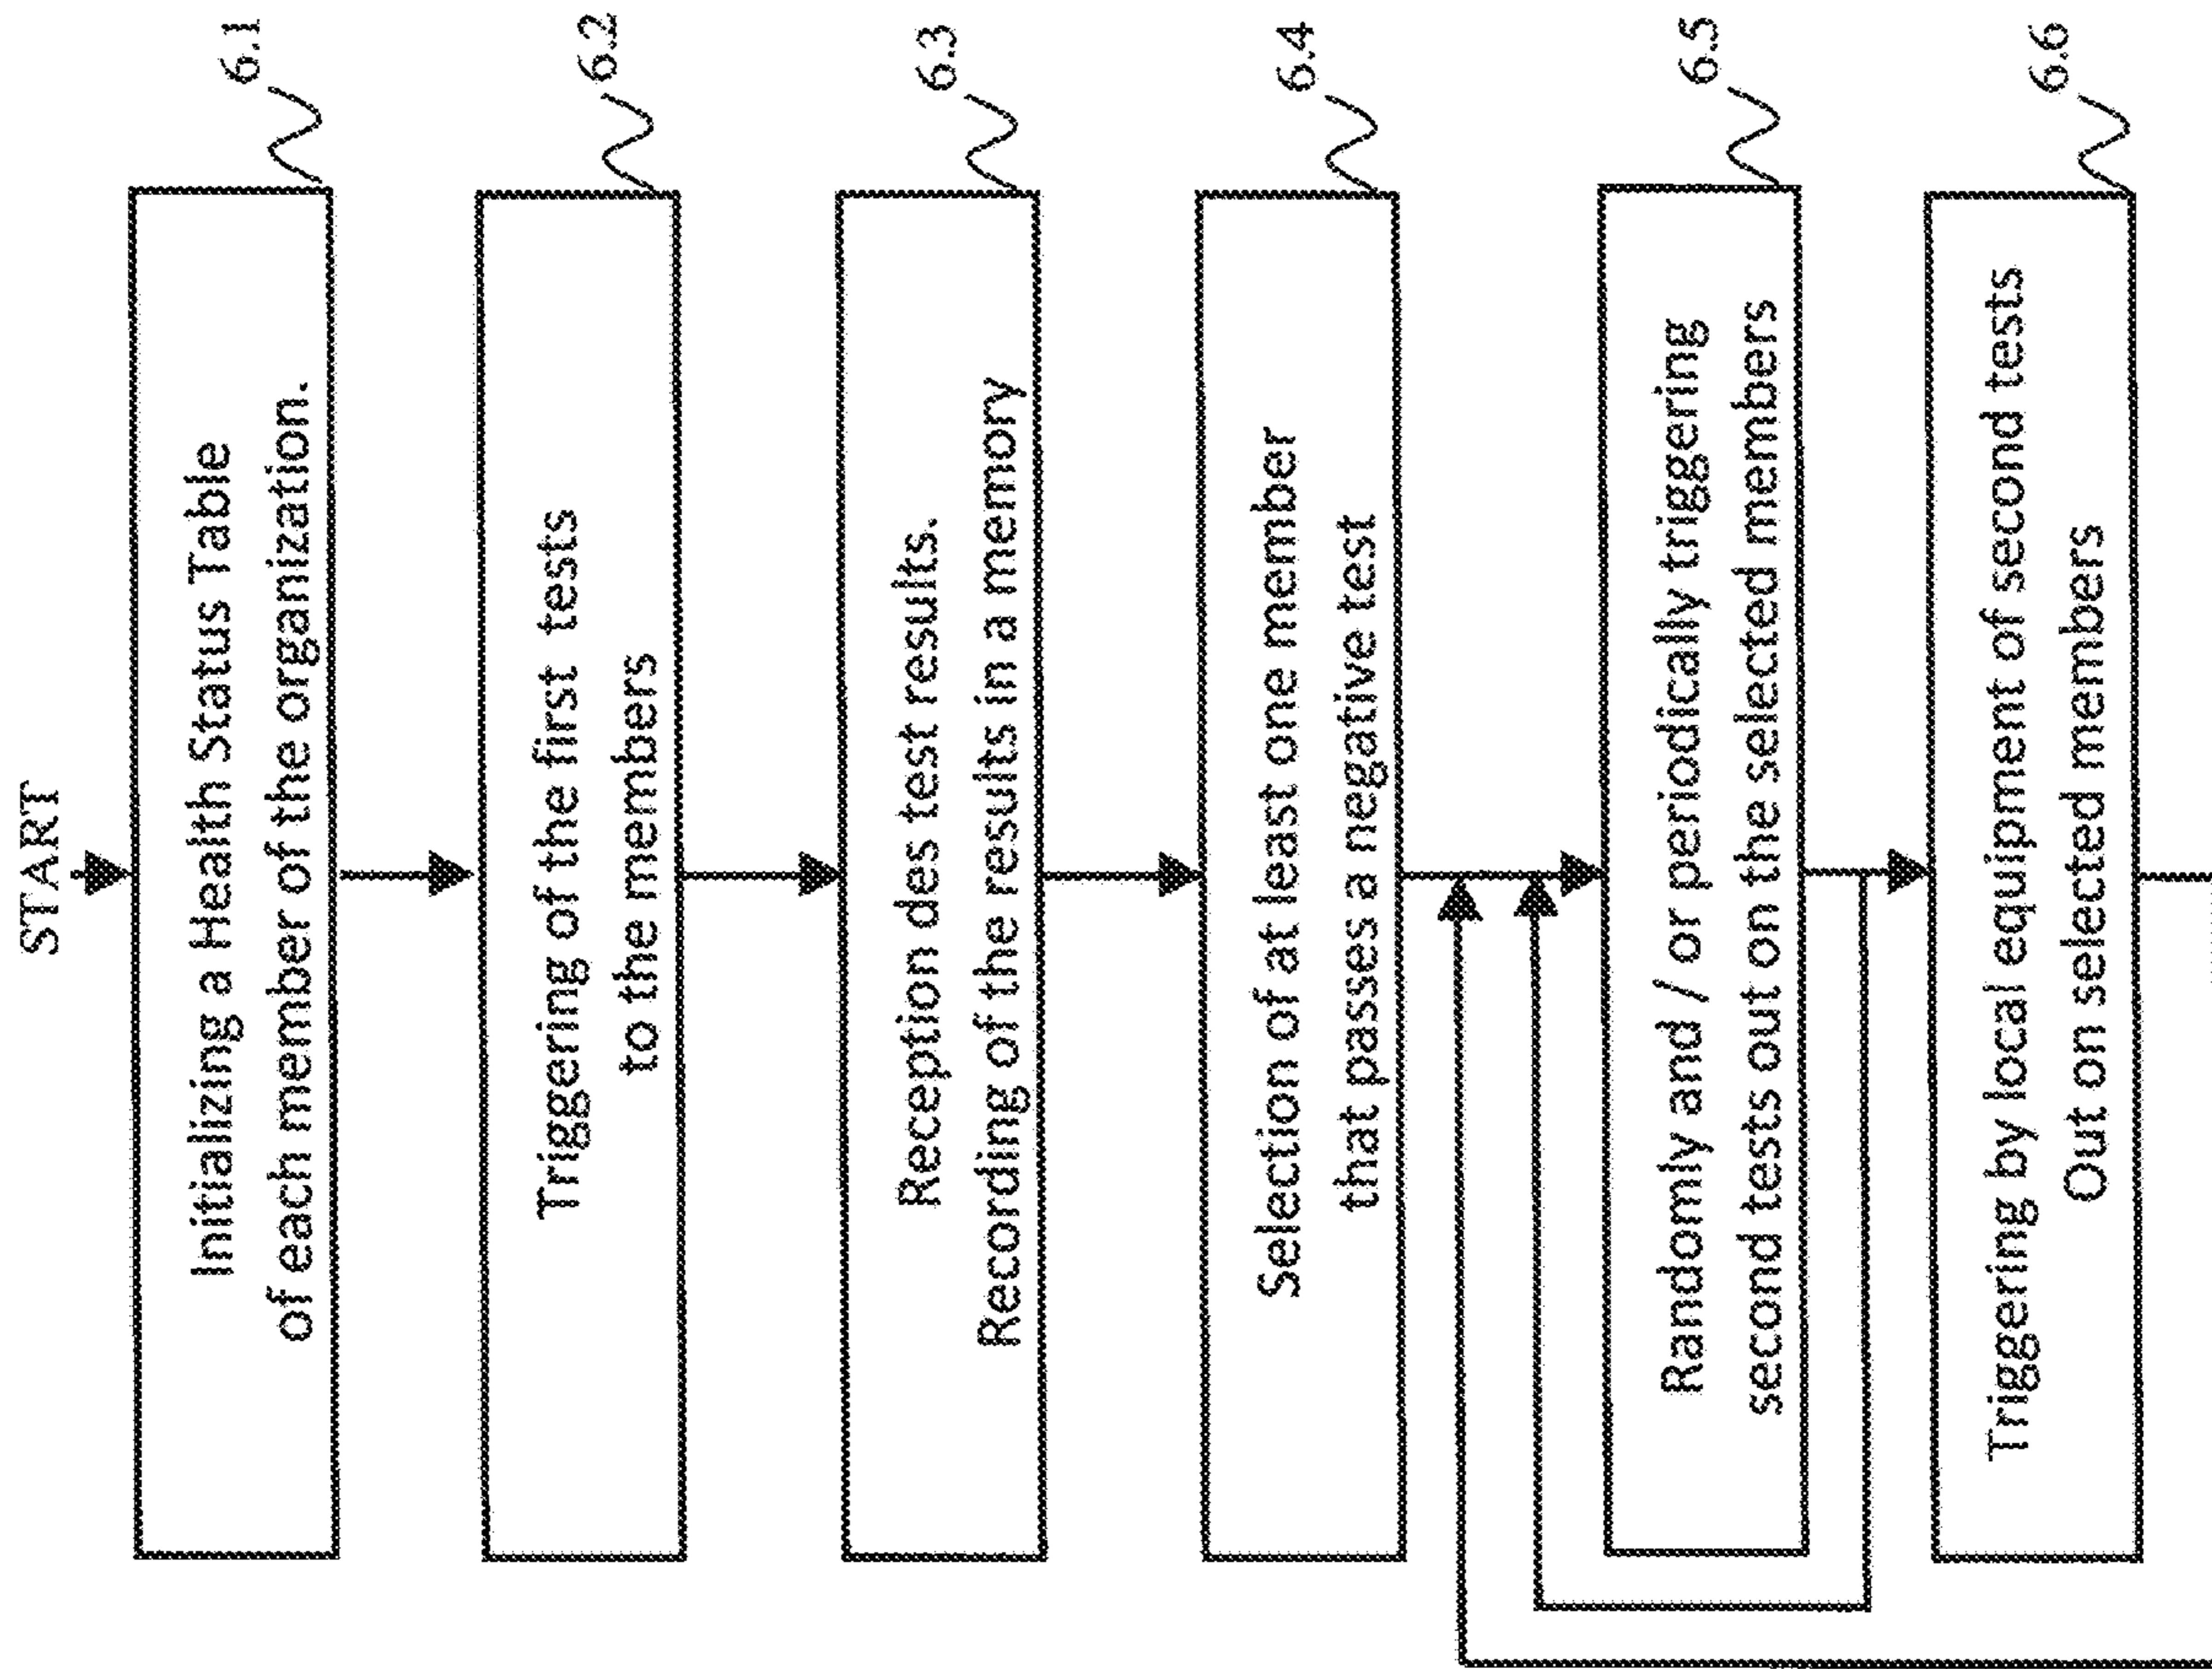 START
Initializing a Health Status Table
of each member of the organization.
6.1
Triggering of the first tests
to the members
6.2
Reception des test results.
Recording of the results in a memory
6.3
Selection of at least one member
that passes a negative test
6.4
Randomly and / or periodically triggering
second tests out on the selected members
6.5
Triggering by local equipment of second tests
Out on selected members
6.6